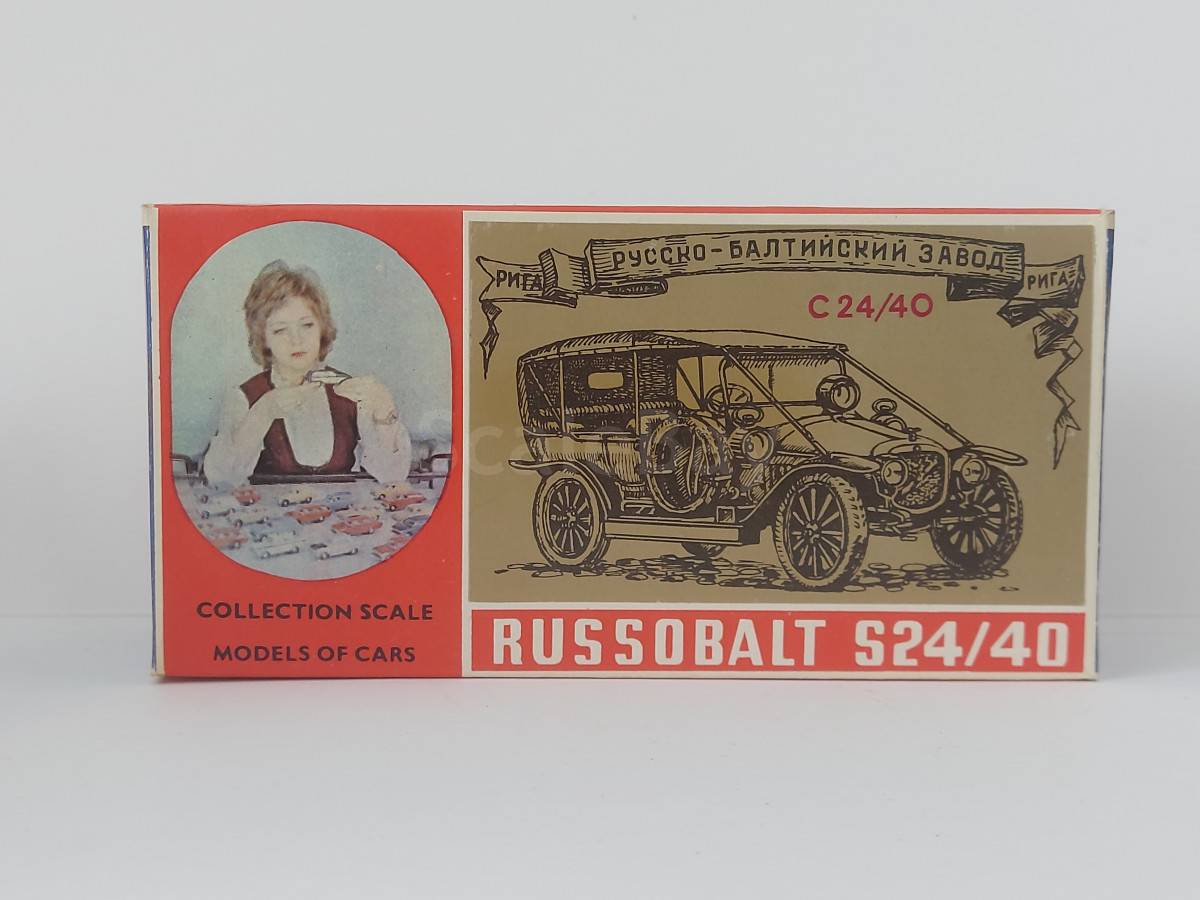 РУССКО-БАЛТИЙСКИЙ ЗАВОД
РИГА
РИГА
С 24/40
COLLECTION SCALE
MODELS OF CARS
RUSSOBALT S24/40